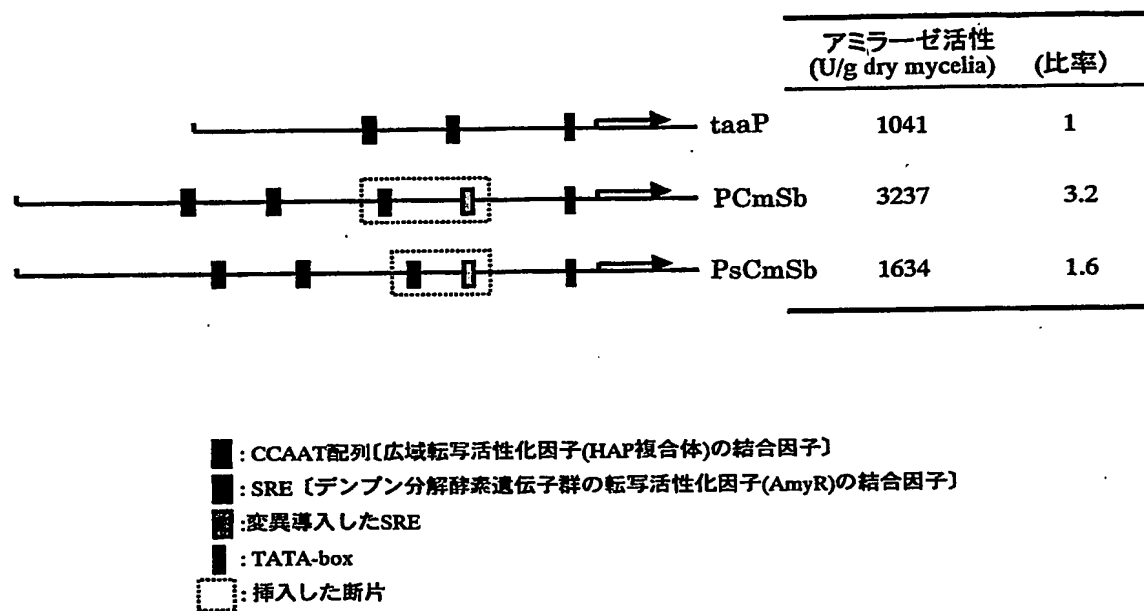 アミラーゼ活性
(U/g dry mycelia) (比率)
taaP 1041 1
PCmSb 3237 3.2
PsCmSb 1634 1.6
: CCAAT配列〔広域転写活性化因子(HAP複合体)の結合因子〕
: SRE〔デンプン分解酵素遺伝子群の転写活性化因子(AmyR)の結合因子〕
:変異導入したSRE
: TATA-box
: 挿入した断片